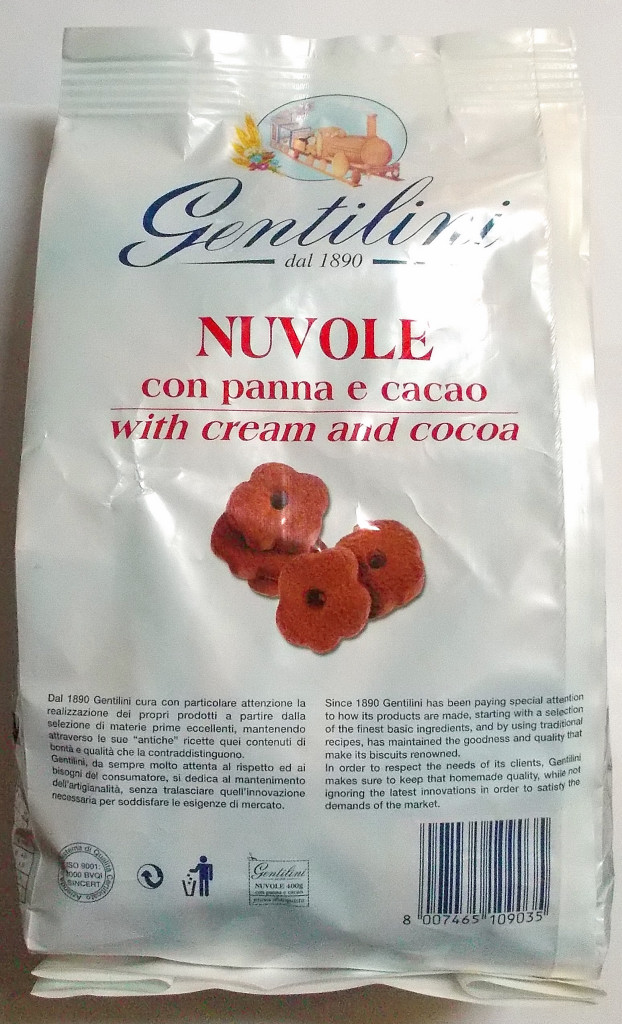 Gentilini
dal 1890
NUVOLE
con panna e cacao
with cream and cocoa
Dal 1890 Gentilini cura con particolare attenzione la
realizzazione dei propri prodotti a partire dalla
selezione di materie prime eccellenti, mantenendo
attraverso le sue "antiche" ricette quei contenuti di
bontà e qualità che la contraddistinguono.
Gentilini, da sempre molto attenta al rispetto ed ai
bisogni del consumatore, si dedica al mantenimento
dell'artigianalità, senza tralasciare quell'innovazione
necessaria per soddisfare le esigenze di mercato.
Since 1890 Gentilini has been paying special attention
to how its products are made, starting with a selection
of the finest basic ingredients, and by using traditional
recipes, has maintained the goodness and quality that
make its biscuits renowned.
In order to respect the needs of its clients, Gentilini
makes sure to keep that homemade quality, while not
ignoring the latest innovations in order to satisfy the
demands of the market.
di Qualità Certificato
ISO 9001:
BVQI
SINCERT
Gentilini
NUVOLE 400g
con panna e cacao
8 007465 109035